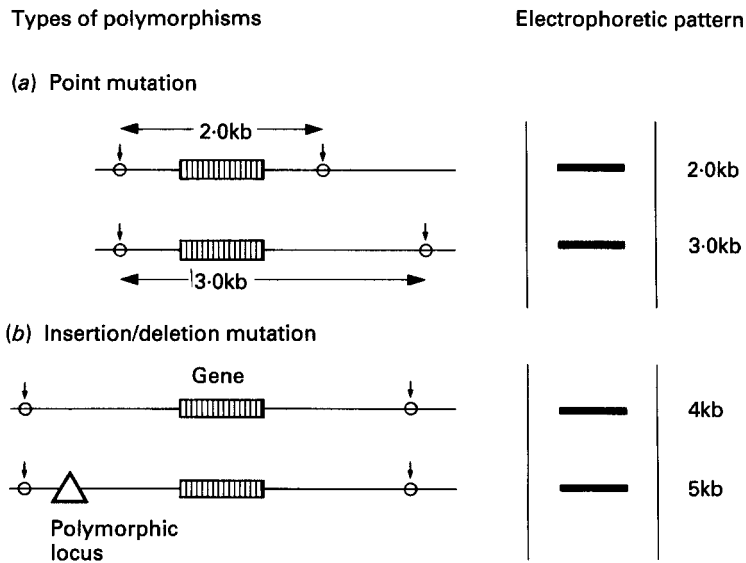 Types of polymorphisms
Electrophoretic pattern
(a) Point mutation
2·0kb
2·0kb
3·0kb
3·0kb
(b) Insertion/deletion mutation
Gene
4kb
5kb
Polymorphic
locus